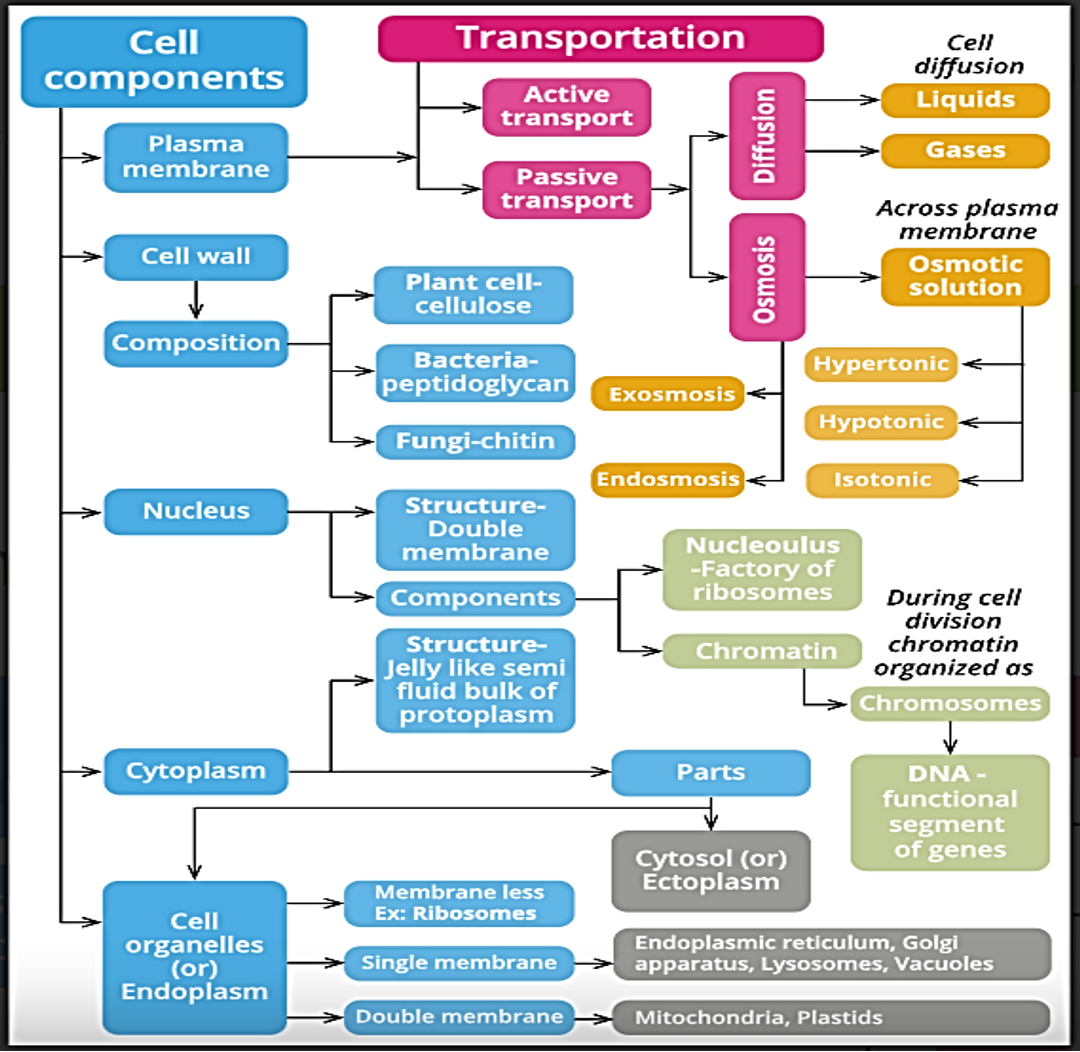 Cell
components
Transportation
Cell
diffusion
Active
transport
Diffusion
Liquids
Plasma
membrane
Gases
Passive
transport
Across plasma
membrane
Cell wall
Osmosis
Osmotic
solution
Plant cell-
cellulose
Composition
Bacteria-
peptidoglycan
Hypertonic
Exosmosis
Hypotonic
Fungi-chitin
Endosmosis
Isotonic
Nucleus
Structure-
Double
membrane
Nucleoulus
-Factory of
ribosomes
Components
During cell
division
chromatin
organized as
Chromatin
Structure-
Jelly like semi
fluid bulk of
protoplasm
Chromosomes
Cytoplasm
Parts
DNA -
functional
segment
of genes
Cytosol (or)
Ectoplasm
Cell
organelles
(or)
Endoplasm
Membrane less
Ex: Ribosomes
Single membrane
Endoplasmic reticulum, Golgi
apparatus, Lysosomes, Vacuoles
Double membrane
Mitochondria, Plastids